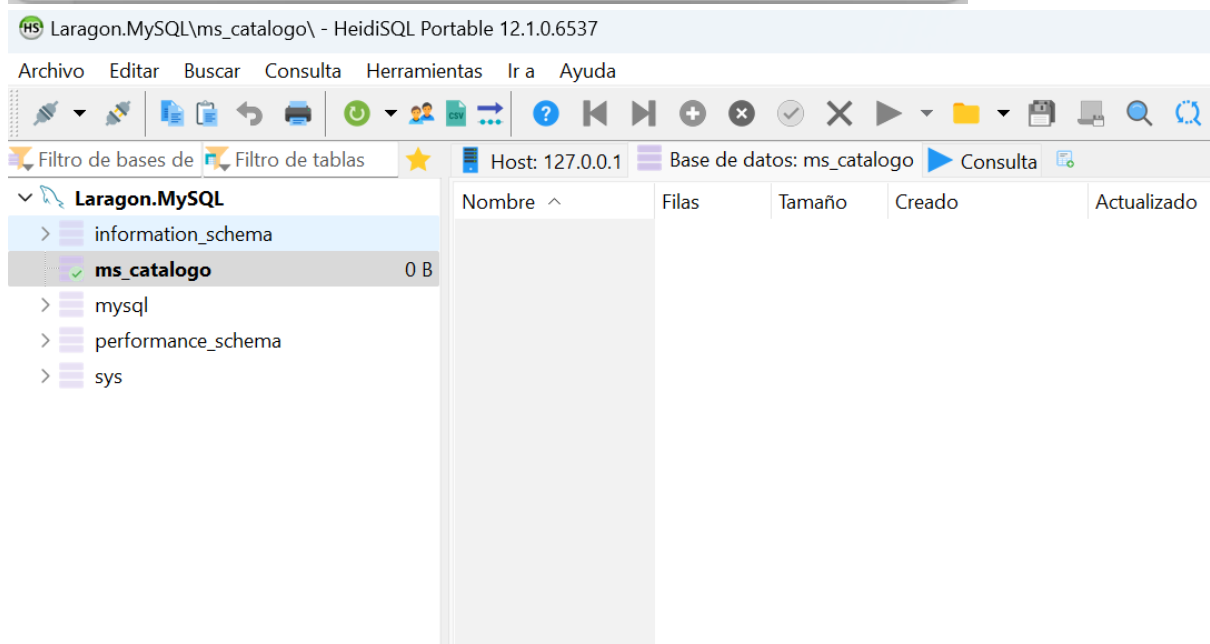 HS Laragon.MySQL\ms_catalogo\ - HeidiSQL Portable 12.1.0.6537
Archivo Editar Buscar Consulta Herramientas Ir a Ayuda
CSV
Filtro de bases de Filtro de tablas Host: 127.0.0.1 Base de datos: ms_catalogo Consulta
Laragon.MySQL Nombre Filas Tamaño Creado Actualizado
information_schema
ms_catalogo 0 B
mysql
performance_schema
sys